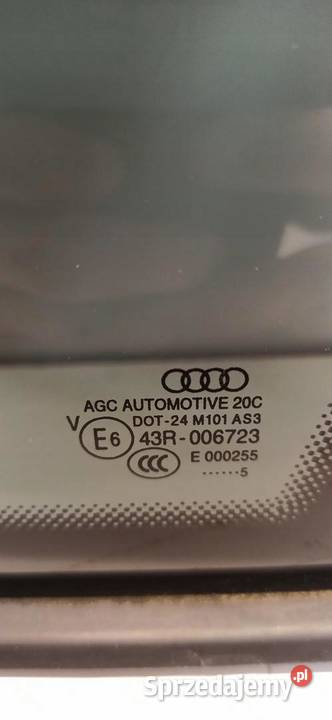 AGC AUTOMOTIVE 20C
DOT-24 M101 AS3
V E6 43R-006723
CCC E 000255
......5
Sprzedajemy.pl